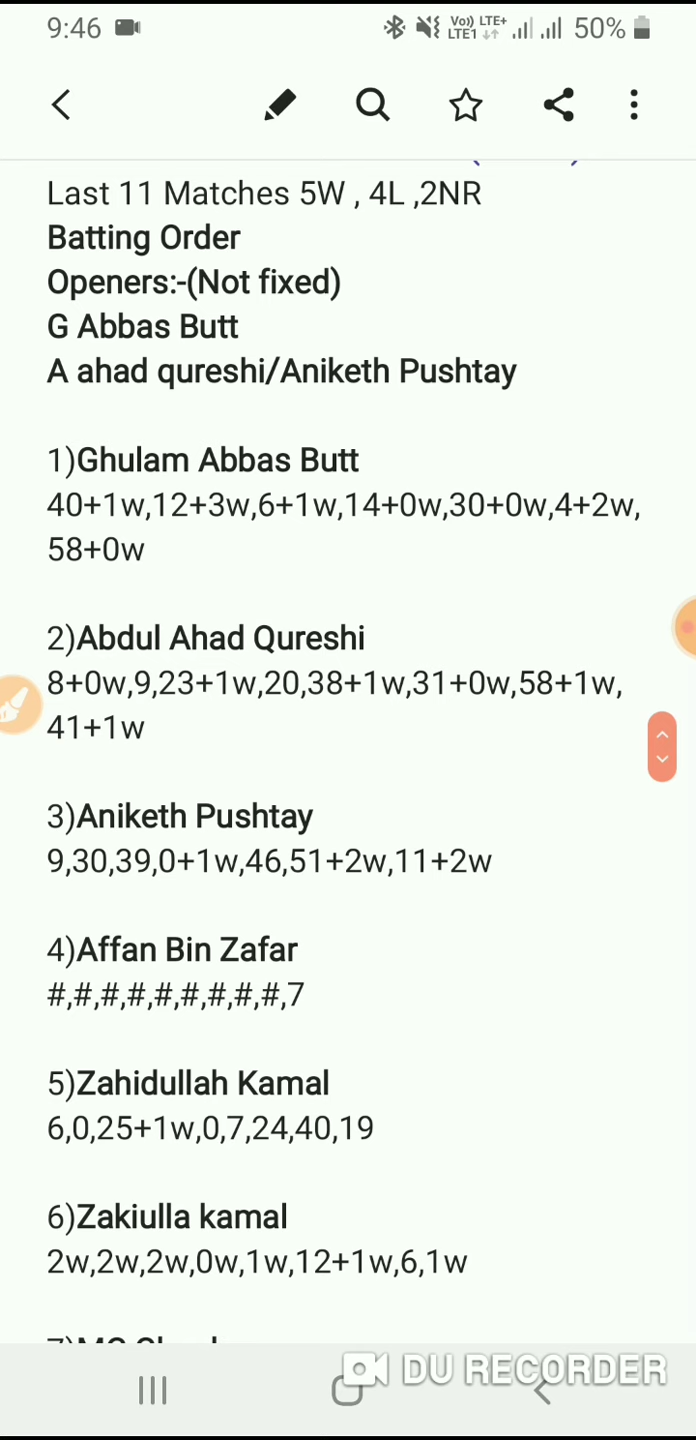 9:46 Vo)) LTE+ LTE1 50%
Last 11 Matches 5W , 4L ,2NR
Batting Order
Openers:-(Not fixed)
G Abbas Butt
A ahad qureshi/Aniketh Pushtay
1)Ghulam Abbas Butt
40+1w,12+3w,6+1w,14+0w,30+0w,4+2w,
58+0w
2)Abdul Ahad Qureshi
8+0w,9,23+1w,20,38+1w,31+0w,58+1w,
41+1w
3)Aniketh Pushtay
9,30,39,0+1w,46,51+2w,11+2w
4)Affan Bin Zafar
#,#,#,#,#,#,#,#,#,7
5)Zahidullah Kamal
6,0,25+1w,0,7,24,40,19
6)Zakiulla kamal
2w,2w,2w,0w,1w,12+1w,6,1w
DU RECORDER